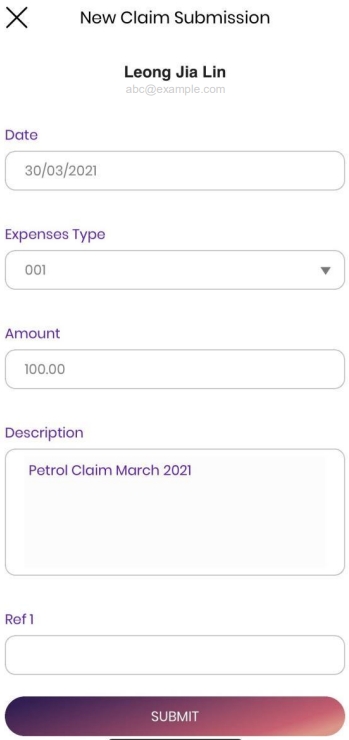 New Claim Submission
Leong Jia Lin
abc@example.com
Date
30/03/2021
Expenses Type
001
Amount
100.00
Description
Petrol Claim March 2021
Ref 1
SUBMIT